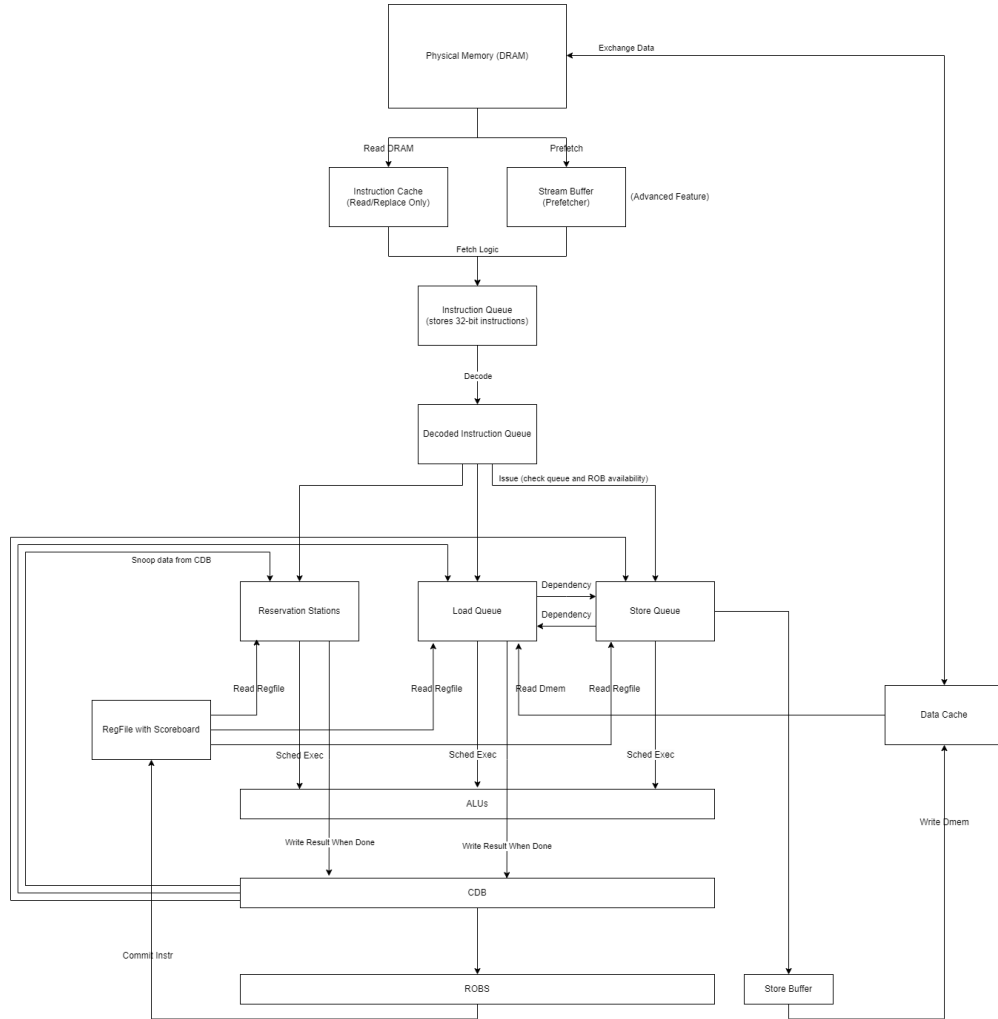 Physical Memory (DRAM)
Exchange Data
Read DRAM
Prefetch
Instruction Cache
(Read/Replace Only)
Stream Buffer
(Prefetcher)
(Advanced Feature)
Fetch Logic
Instruction Queue
(stores 32-bit instructions)
Decode
Decoded Instruction Queue
Issue (check queue and ROB availability)
Snoop data from CDB
Reservation Stations
Load Queue
Dependency
Dependency
Store Queue
Read Regfile
Read Regfile
Read Dmem
Read Regfile
RegFile with Scoreboard
Data Cache
Sched Exec
Sched Exec
Sched Exec
ALUs
Write Dmem
Write Result When Done
Write Result When Done
CDB
Commit Instr
ROBS
Store Buffer